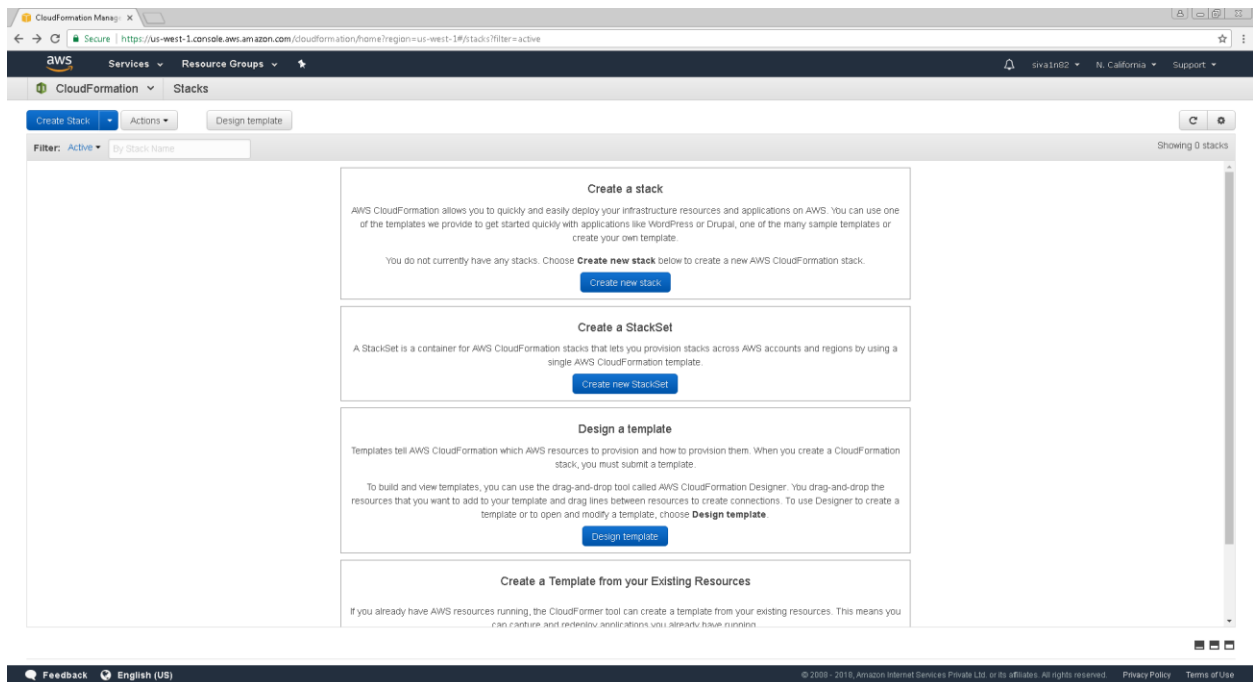 CloudFormation Manag
Secure | https://us-west-1.console.aws.amazon.com/cloudformation/home?region=us-west-1#/stacks?filter=active
aws Services Resource Groups siva1n82 N. California Support
CloudFormation Stacks
Create Stack Actions Design template
Filter: Active By Stack Name Showing 0 stacks
Create a stack
AWS CloudFormation allows you to quickly and easily deploy your infrastructure resources and applications on AWS. You can use one
of the templates we provide to get started quickly with applications like WordPress or Drupal, one of the many sample templates or
create your own template.
You do not currently have any stacks. Choose Create new stack below to create a new AWS CloudFormation stack.
Create new stack
Create a StackSet
A StackSet is a container for AWS CloudFormation stacks that lets you provision stacks across AWS accounts and regions by using a
single AWS CloudFormation template.
Create new StackSet
Design a template
Templates tell AWS CloudFormation which AWS resources to provision and how to provision them. When you create a CloudFormation
stack, you must submit a template.
To build and view templates, you can use the drag-and-drop tool called AWS CloudFormation Designer. You drag-and-drop the
resources that you want to add to your template and drag lines between resources to create connections. To use Designer to create a
template or to open and modify a template, choose Design template.
Design template
Create a Template from your Existing Resources
If you already have AWS resources running, the CloudFormer tool can create a template from your existing resources. This means you
can capture and redeploy applications you already have running.
Feedback English (US) © 2008 - 2018, Amazon Internet Services Private Ltd. or its affiliates. All rights reserved. Privacy Policy Terms of Use